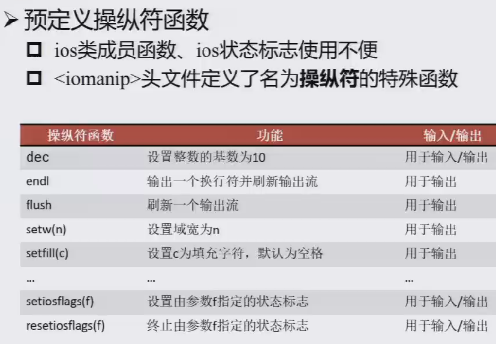 ➢ 预定义操纵符函数
❑ ios类成员函数、ios状态标志使用不便
❑ <iomanip>头文件定义了名为操纵符的特殊函数
操纵符函数 功能 输入/输出
dec 设置整数的基数为10 用于输入/输出
endl 输出一个换行符并刷新输出流 用于输出
flush 刷新一个输出流 用于输出
setw(n) 设置域宽为n 用于输出
setfill(c) 设置c为填充字符，默认为空格 用于输出
... ... ...
setiosflags(f) 设置由参数f指定的状态标志 用于输入/输出
resetiosflags(f) 终止由参数f指定的状态标志 用于输入/输出